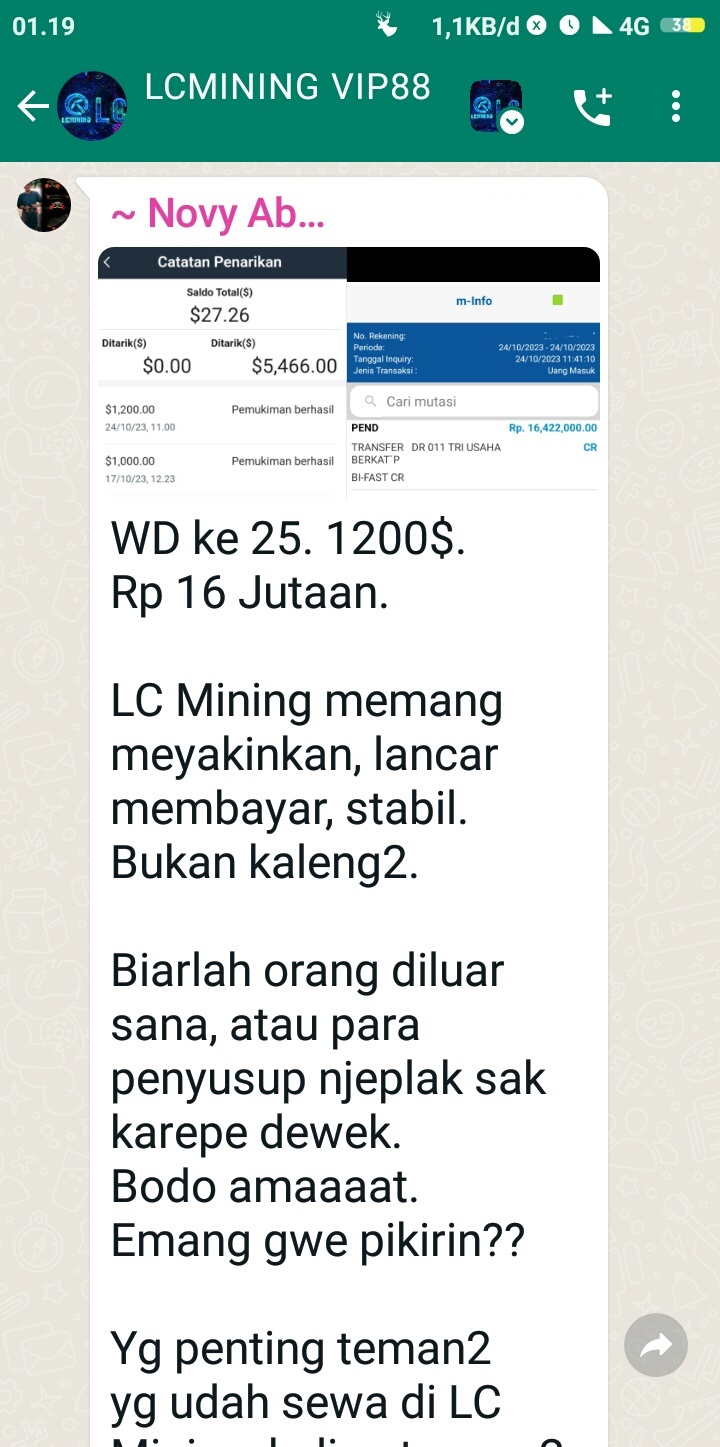 01.19
1,1KB/d
4G
38
LCMINING VIP88
~ Novy Ab...
Catatan Penarikan
Saldo Total($)
$27.26
Ditarik($) Ditarik($)
$0.00 $5,466.00
$1,200.00 Pemukiman berhasil
24/10/23, 11.00
$1,000.00 Pemukiman berhasil
17/10/23, 12.23
m-Info
No. Rekening:
Periode: 24/10/2023 - 24/10/2023
Tanggal Inquiry: 24/10/2023 11:41:10
Jenis Transaksi : Uang Masuk
Cari mutasi
PEND Rp. 16,422,000.00
TRANSFER DR 011 TRI USAHA CR
BERKAT P
BI-FAST CR
WD ke 25. 1200$.
Rp 16 Jutaan.
LC Mining memang
meyakinkan, lancar
membayar, stabil.
Bukan kaleng2.
Biarlah orang diluar
sana, atau para
penyusup njeplak sak
karepe dewek.
Bodo amaaaat.
Emang gwe pikirin??
Yg penting teman2
yg udah sewa di LC